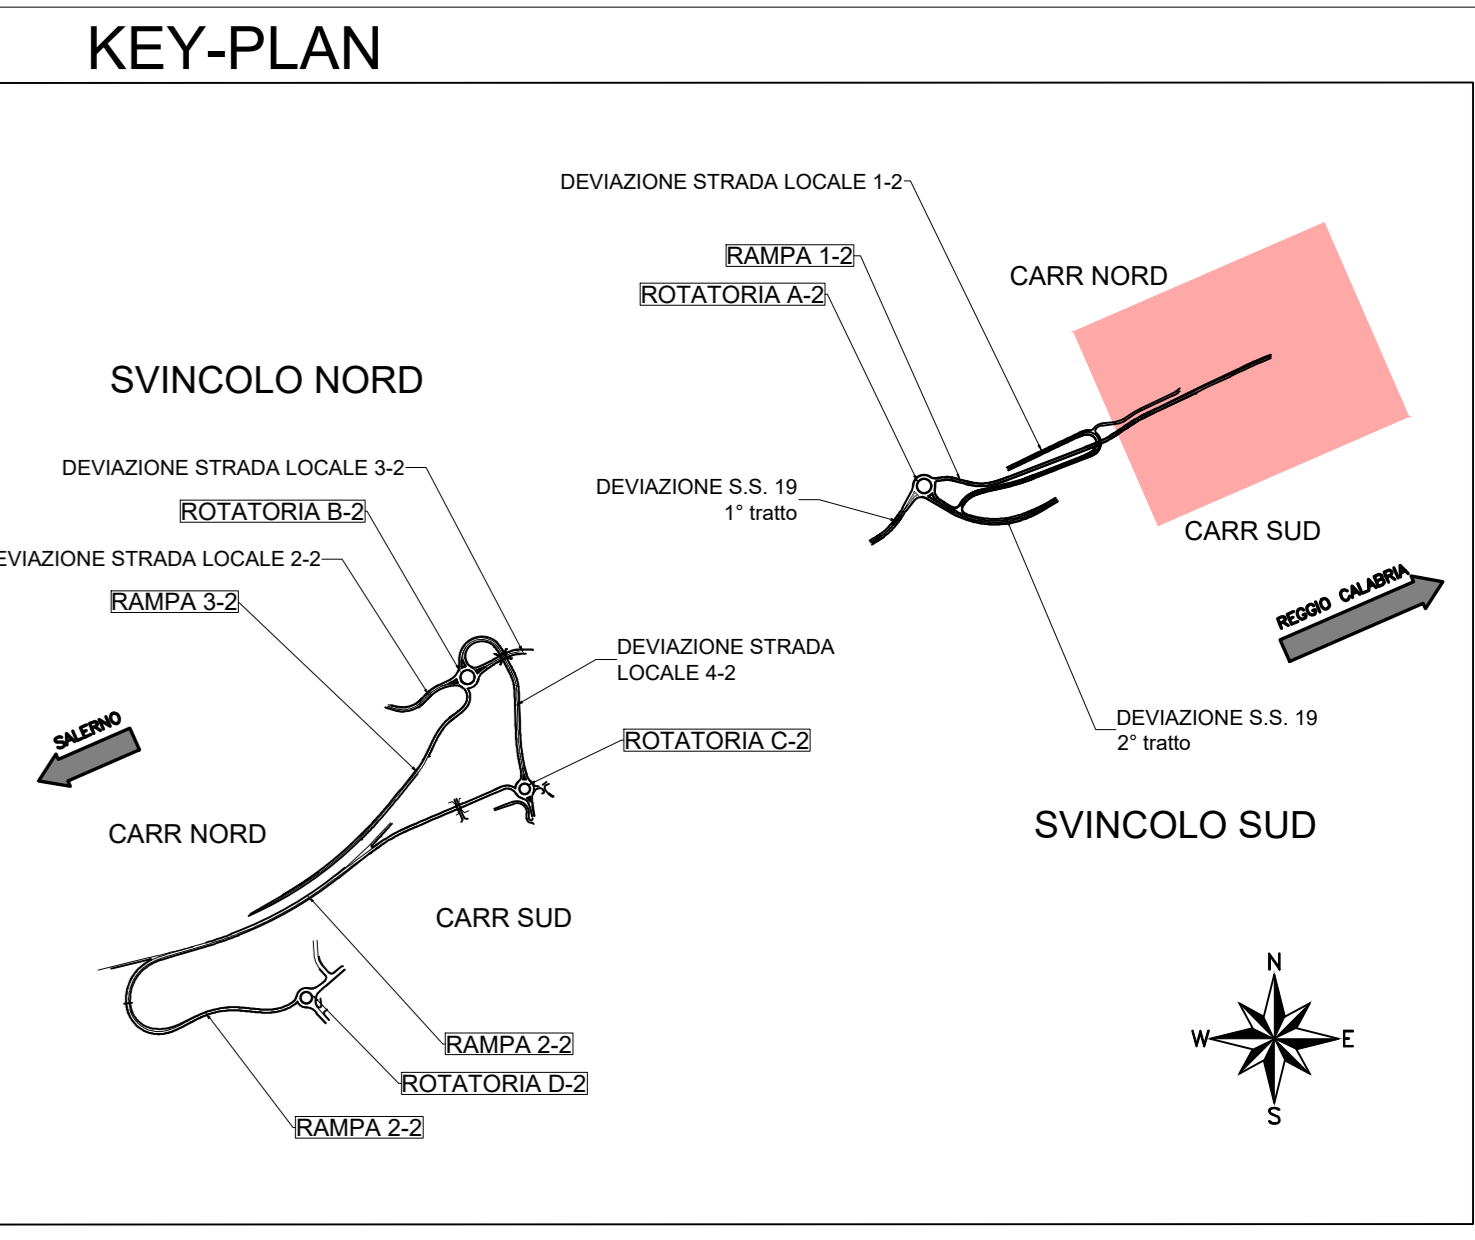 KEY-PLAN
DEVIAZIONE STRADA LOCALE 1-2
RAMPA 1-2
CARR NORD
ROTATORIA A-2
SVINCOLO NORD
DEVIAZIONE STRADA LOCALE 3-2
DEVIAZIONE S.S. 19
1° tratto
ROTATORIA B-2
CARR SUD
EVIAZIONE STRADA LOCALE 2-2
REGGIO CALABRIA
RAMPA 3-2
DEVIAZIONE STRADA
LOCALE 4-2
DEVIAZIONE S.S. 19
2° tratto
SALERNO
ROTATORIA C-2
CARR NORD
SVINCOLO SUD
CARR SUD
N
W
E
S
RAMPA 2-2
ROTATORIA D-2
RAMPA 2-2